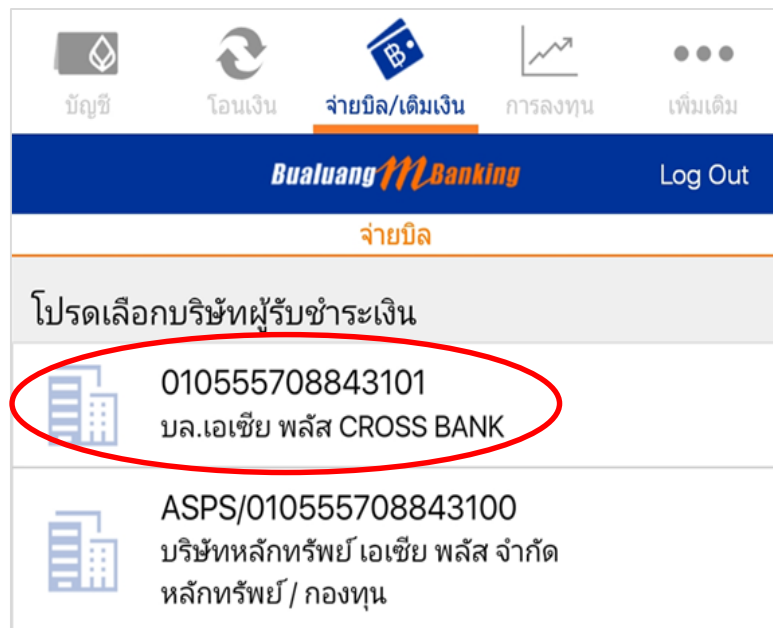 บัญชี
โอนเงิน
จ่ายบิล/เติมเงิน
การลงทุน
เพิ่มเติม
Bualuang mBanking
Log Out
จ่ายบิล
โปรดเลือกบริษัทผู้รับชำระเงิน
010555708843101
บล.เอเซีย พลัส CROSS BANK
ASPS/010555708843100
บริษัทหลักทรัพย์ เอเซีย พลัส จำกัด
หลักทรัพย์ / กองทุน